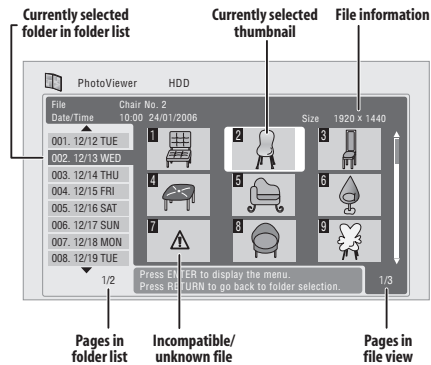 Currently selected
folder in folder list
Currently selected
thumbnail
File information
PhotoViewer HDD
File Chair No. 2
Date/Time 10:00 24/01/2006 Size 1920 x 1440
001. 12/12 TUE
002. 12/13 WED
003. 12/14 THU
004. 12/15 FRI
005. 12/16 SAT
006. 12/17 SUN
007. 12/18 MON
008. 12/19 TUE
1/2
1 2 3
4 5 6
7 8 9
Press ENTER to display the menu.
Press RETURN to go back to folder selection.
1/3
Pages in
folder list
Incompatible/
unknown file
Pages in
file view